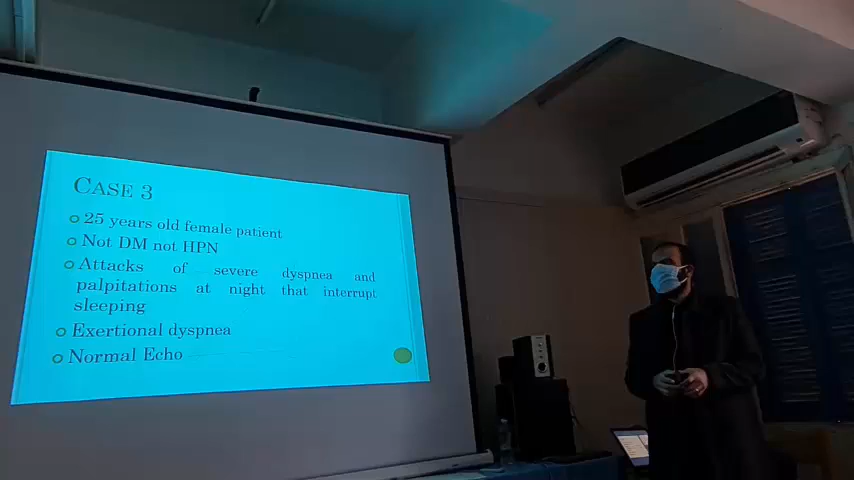 CASE 3
25 years old female patient
Not DM not HPN
Attacks of severe dyspnea and
palpitations at night that interrupt
sleeping
Exertional dyspnea
Normal Echo